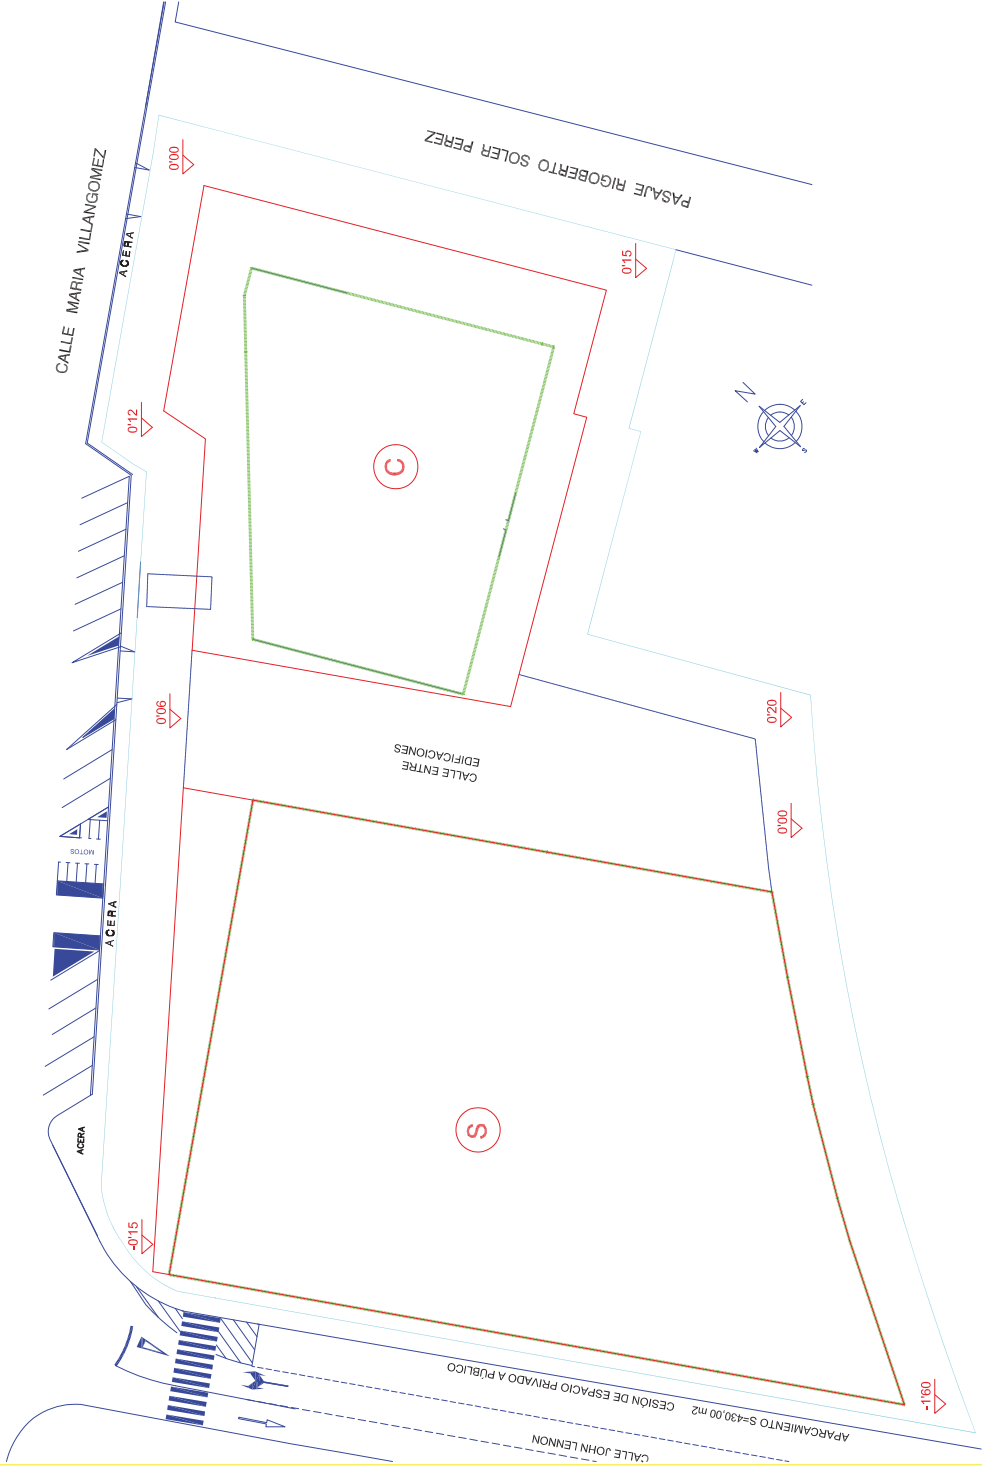 PASAJE RIGOBERTO SOLER PEREZ
CALLE MARIA VILLANGOMEZ
ACERA
0'00
0'15
0'12
N
E
S
W
C
0'06
0'20
CALLE ENTRE
EDIFICACIONES
0'00
MOTOS
ACERA
S
ACERA
-0'15
-1'60
CESIÓN DE ESPACIO PRIVADO A PÚBLICO
APARCAMIENTO S=430,00 m2
CALLE JOHN LENNON